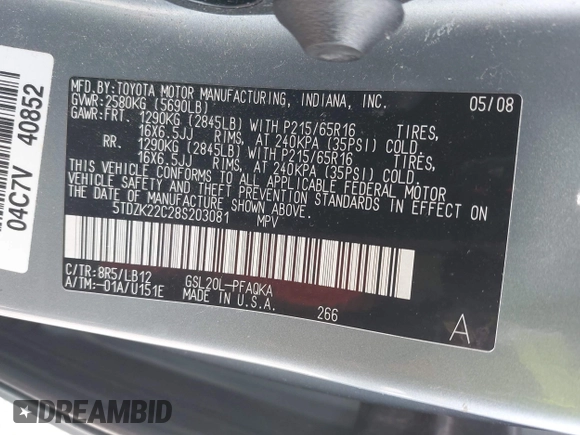 04C7V 40852
MFD.BY:TOYOTA MOTOR MANUFACTURING, INDIANA, INC. 05/08
GVWR:2580KG (5690LB)
GAWR:FRT. 1290KG (2845LB) WITH P215/65R16 TIRES,
16X6.5JJ RIMS, AT 240KPA (35PSI) COLD.
RR. 1290KG (2845LB) WITH P215/65R16 TIRES,
16X6.5JJ RIMS, AT 240KPA (35PSI) COLD.
THIS VEHICLE CONFORMS TO ALL APPLICABLE FEDERAL MOTOR
VEHICLE SAFETY AND THEFT PREVENTION STANDARDS IN EFFECT ON
THE DATE OF MANUFACTURE SHOWN ABOVE.
5TDZK22C28S203081 MPV
C/TR:8R5/LB12 GSL20L-PFAQKA
A/TM:-01A/U151E MADE IN U.S.A. 266 A
DREAMBID